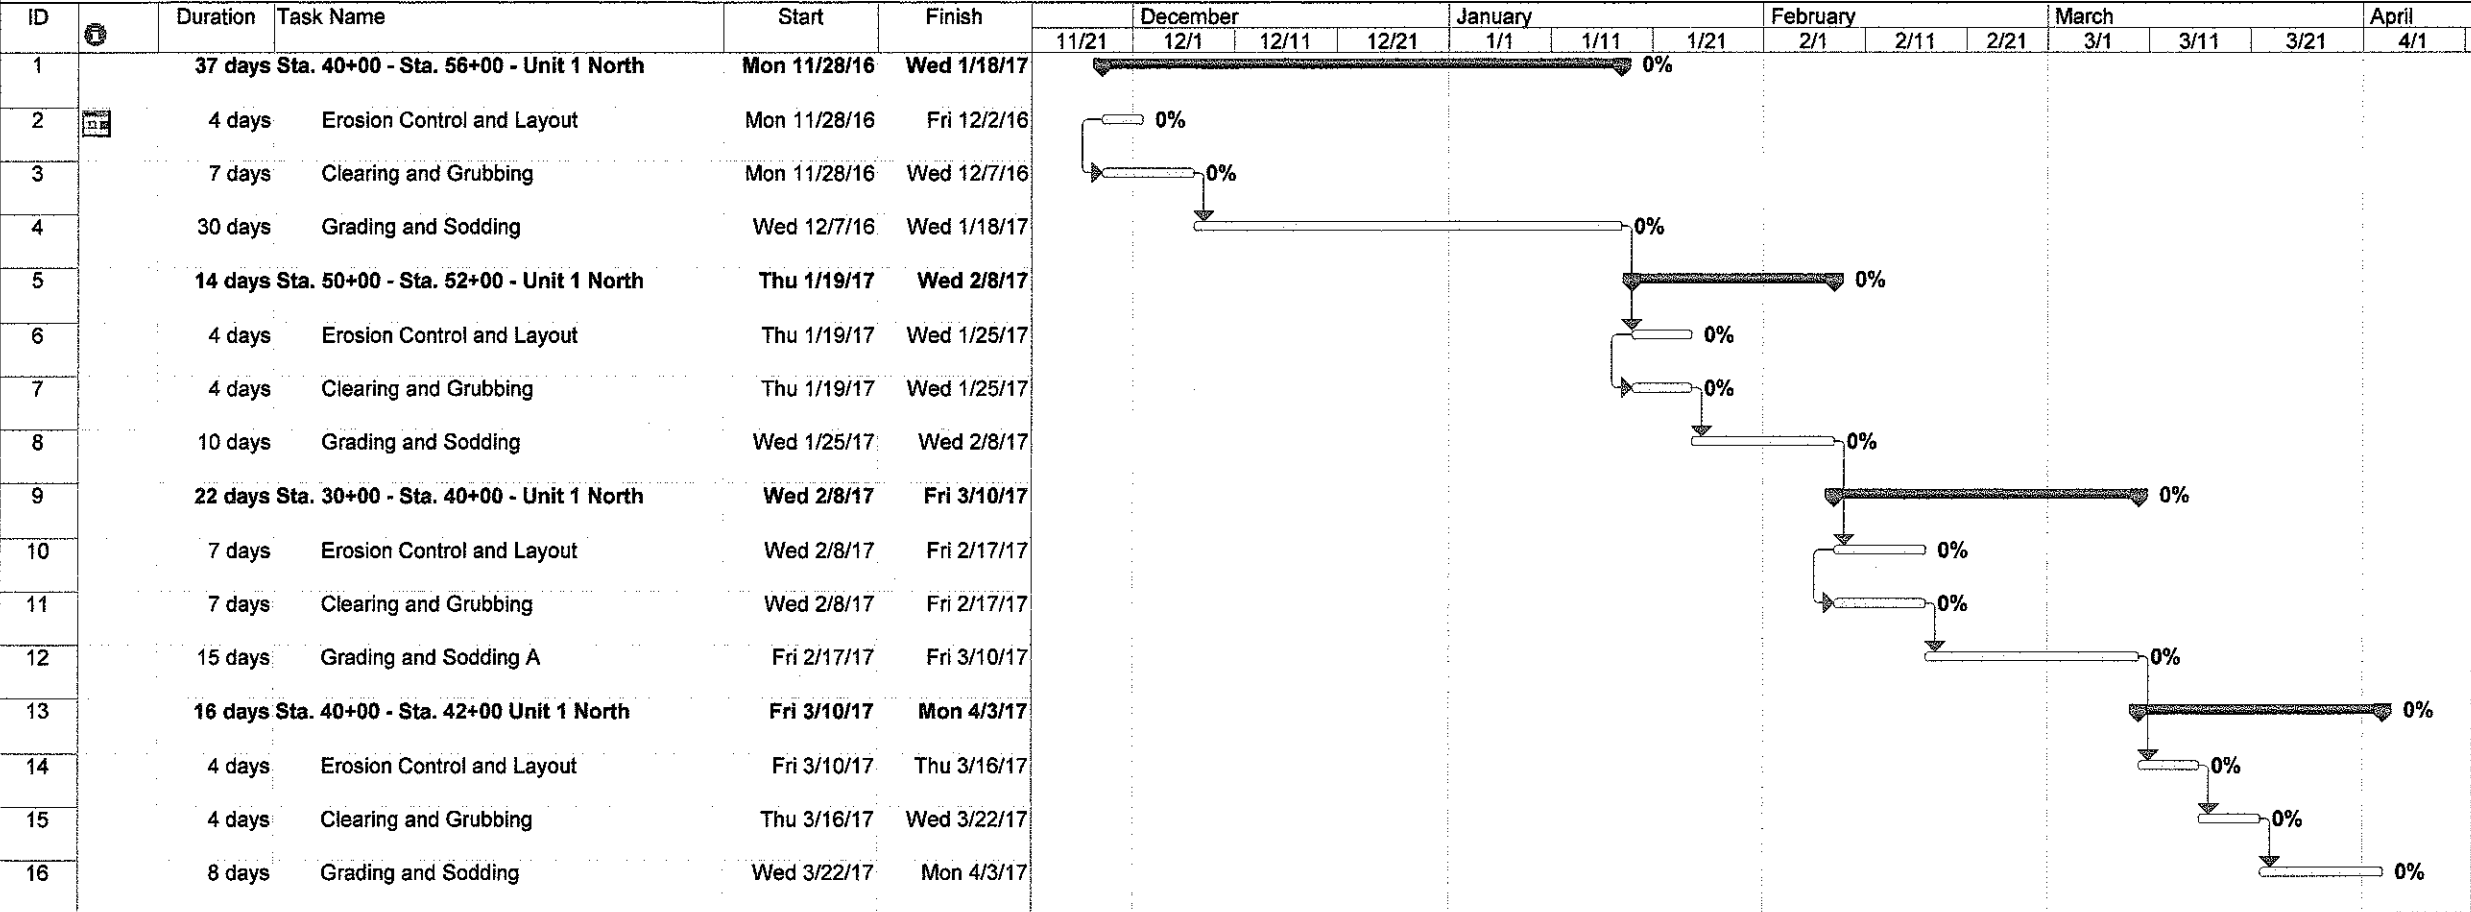 ID Duration Task Name Start Finish December January February March April
11/21 12/1 12/11 12/21 1/1 1/11 1/21 2/1 2/11 2/21 3/1 3/11 3/21 4/1
1 37 days Sta. 40+00 - Sta. 56+00 - Unit 1 North Mon 11/28/16 Wed 1/18/17 0%
2 4 days Erosion Control and Layout Mon 11/28/16 Fri 12/2/16 0%
3 7 days Clearing and Grubbing Mon 11/28/16 Wed 12/7/16 0%
4 30 days Grading and Sodding Wed 12/7/16 Wed 1/18/17 0%
5 14 days Sta. 50+00 - Sta. 52+00 - Unit 1 North Thu 1/19/17 Wed 2/8/17 0%
6 4 days Erosion Control and Layout Thu 1/19/17 Wed 1/25/17 0%
7 4 days Clearing and Grubbing Thu 1/19/17 Wed 1/25/17 0%
8 10 days Grading and Sodding Wed 1/25/17 Wed 2/8/17 0%
9 22 days Sta. 30+00 - Sta. 40+00 - Unit 1 North Wed 2/8/17 Fri 3/10/17 0%
10 7 days Erosion Control and Layout Wed 2/8/17 Fri 2/17/17 0%
11 7 days Clearing and Grubbing Wed 2/8/17 Fri 2/17/17 0%
12 15 days Grading and Sodding A Fri 2/17/17 Fri 3/10/17 0%
13 16 days Sta. 40+00 - Sta. 42+00 Unit 1 North Fri 3/10/17 Mon 4/3/17 0%
14 4 days Erosion Control and Layout Fri 3/10/17 Thu 3/16/17 0%
15 4 days Clearing and Grubbing Thu 3/16/17 Wed 3/22/17 0%
16 8 days Grading and Sodding Wed 3/22/17 Mon 4/3/17 0%